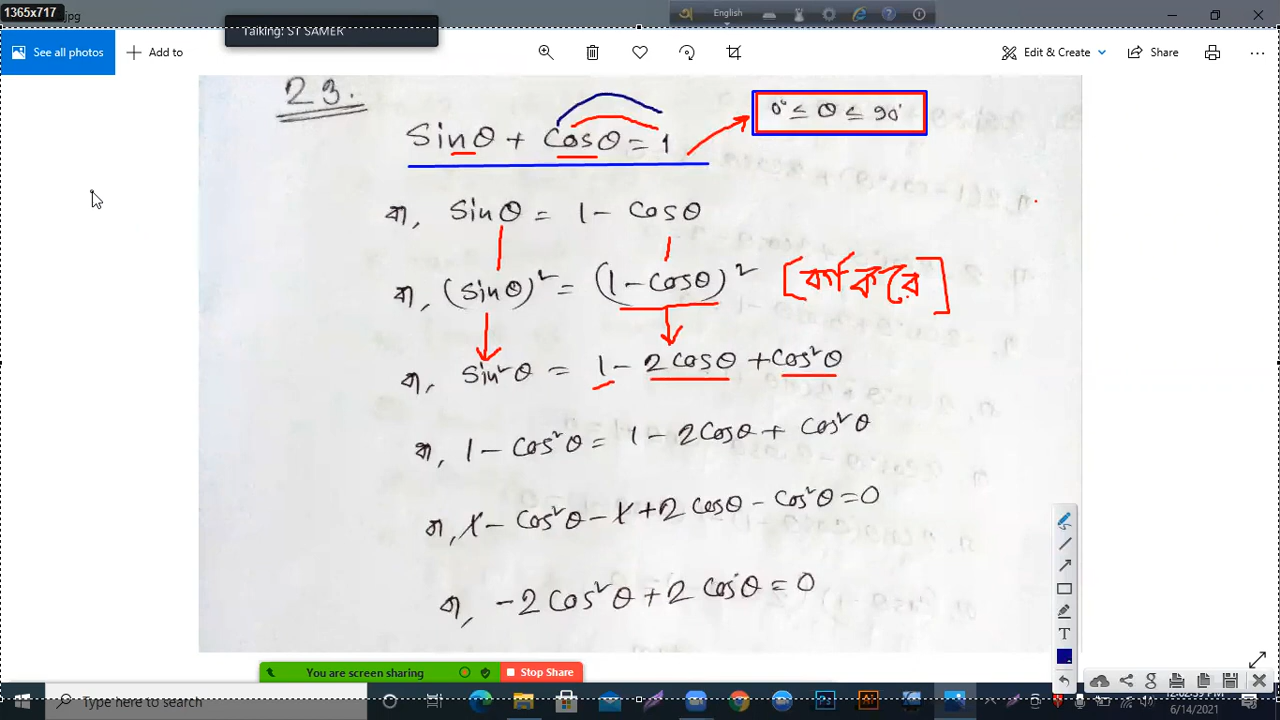 1365x717
.jpg
Talking: ST SAMER
English
See all photos
Add to
Edit & Create
Share
23.
0° ≤ θ ≤ 90°
Sinθ + Cosθ = 1
বা, Sinθ = 1 - Cosθ
বা, (Sinθ)² = (1 - Cosθ)² [বর্গ করে]
বা, Sin²θ = 1 - 2Cosθ + Cos²θ
বা, 1 - Cos²θ = 1 - 2Cosθ + Cos²θ
বা, 1 - Cos²θ - 1 + 2Cosθ - Cos²θ = 0
বা, -2Cos²θ + 2Cosθ = 0
T
You are screen sharing
Stop Share
Type here to search
6/14/2021